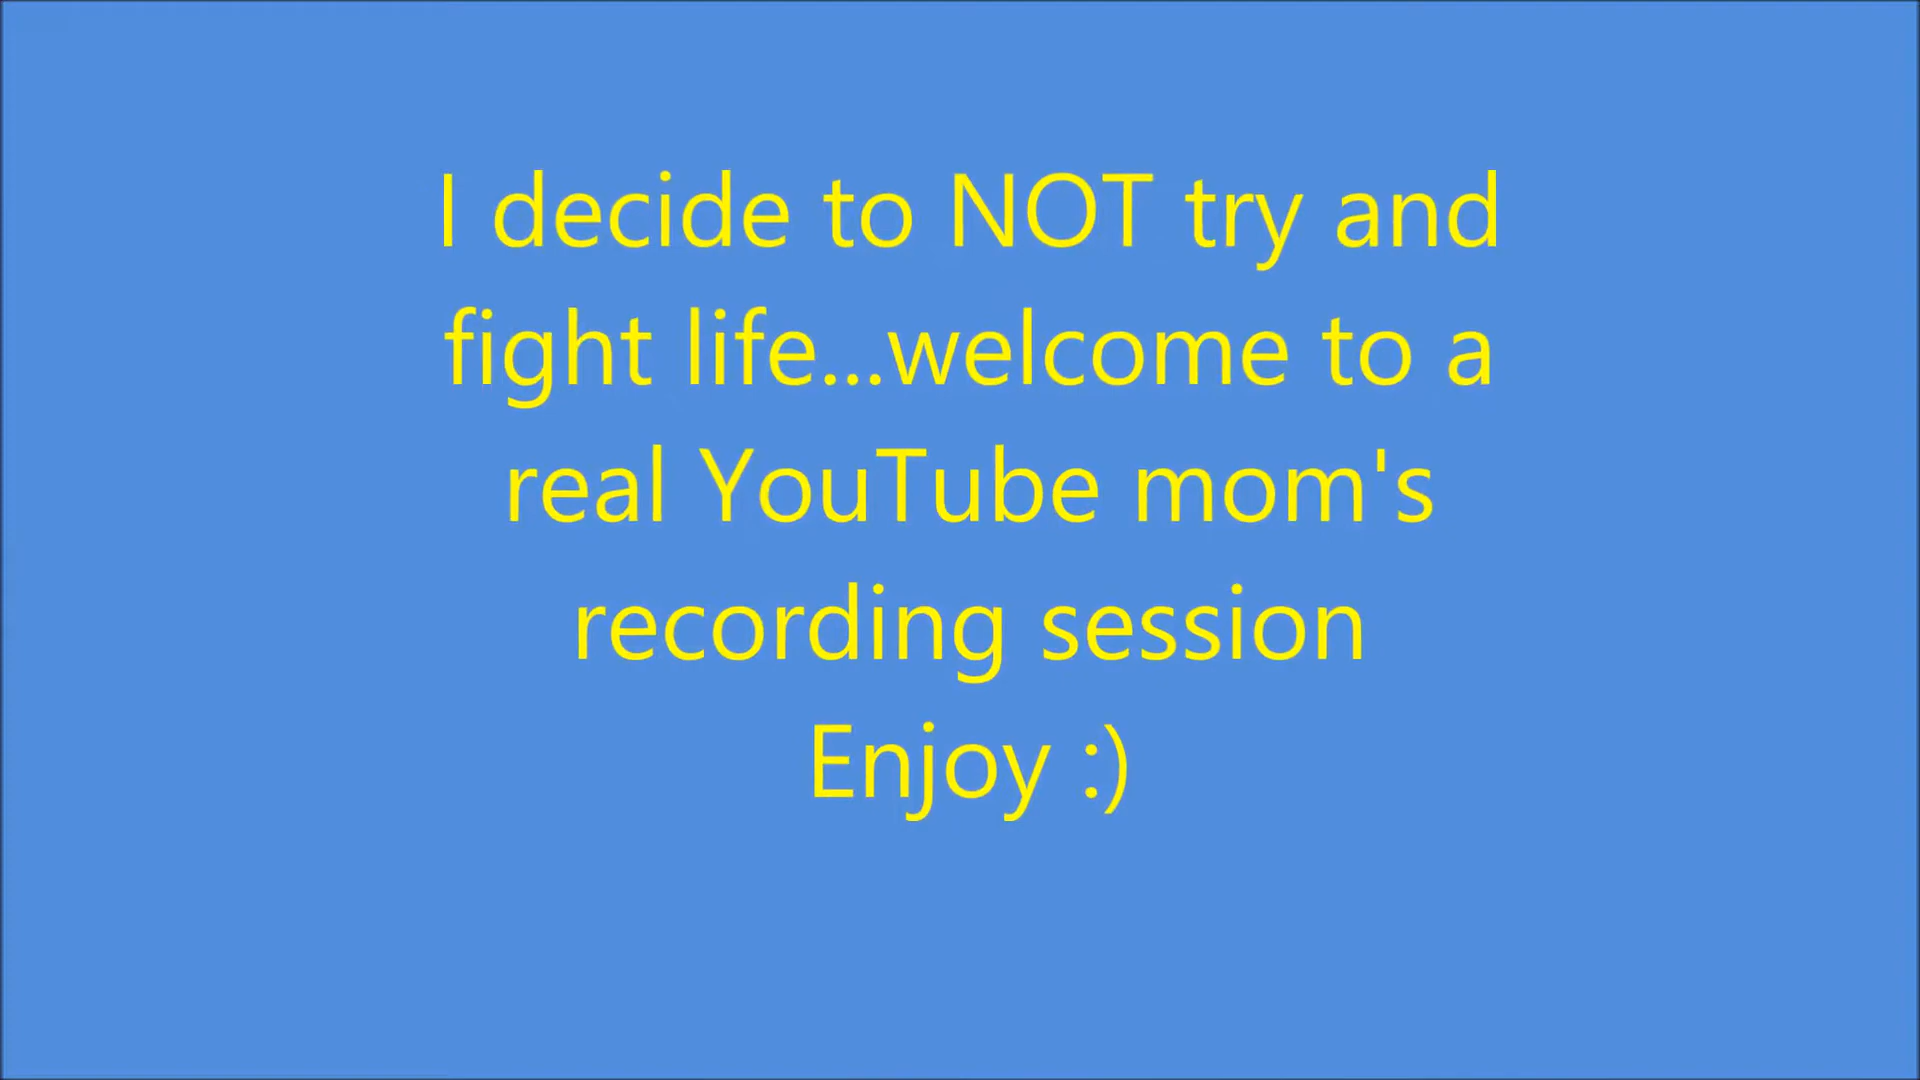 I decide to NOT try and
fight life...welcome to a
real YouTube mom's
recording session
Enjoy :)